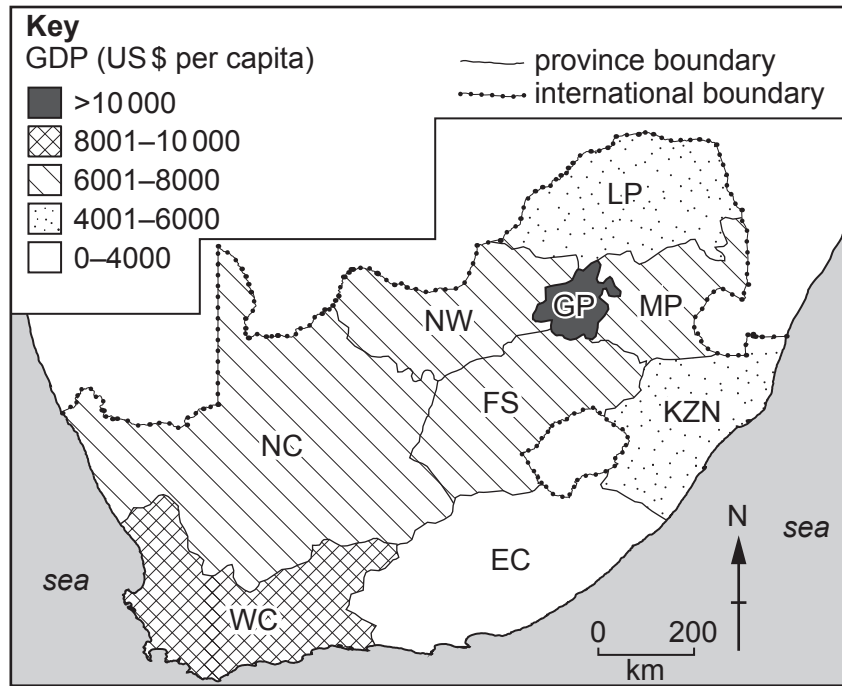 Key
GDP (US $ per capita)
>10 000
8001–10 000
6001–8000
4001–6000
0–4000
province boundary
international boundary
LP
NW
GP
MP
FS
KZN
NC
EC
WC
N
sea
sea
0 200
km